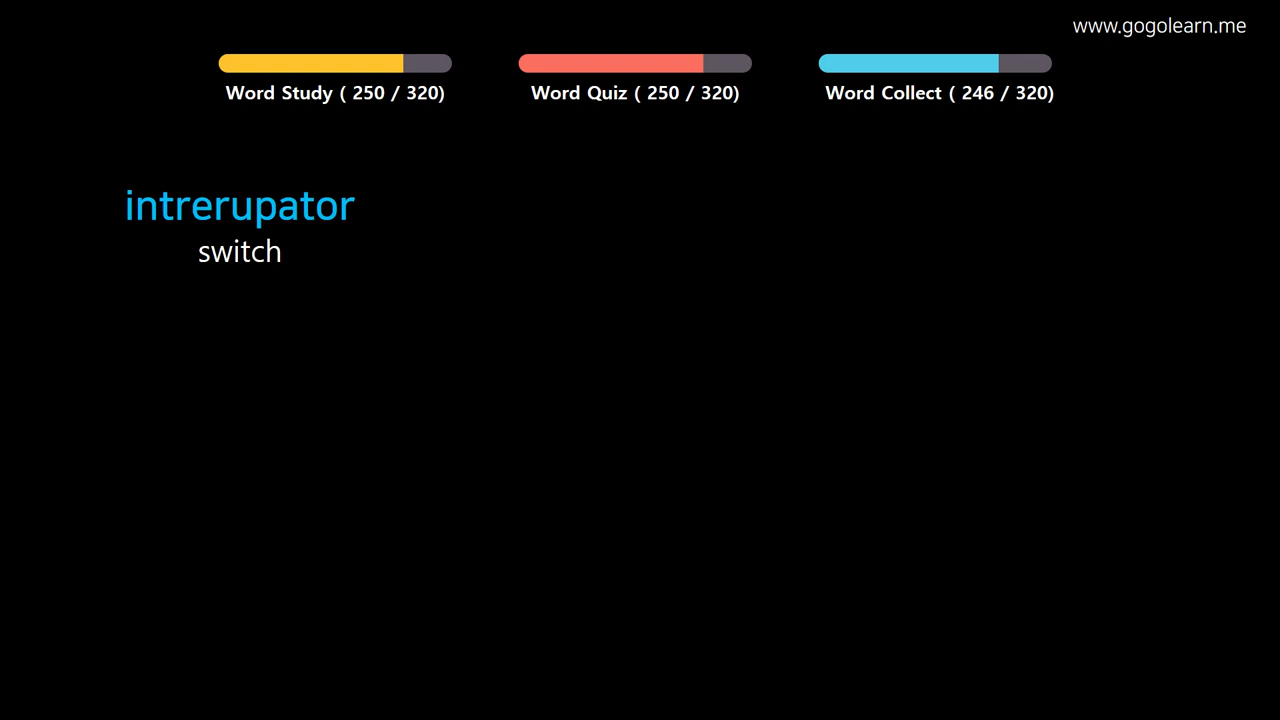 www.gogolearn.me
Word Study ( 250 / 320)
Word Quiz ( 250 / 320)
Word Collect ( 246 / 320)
intrerupator
switch